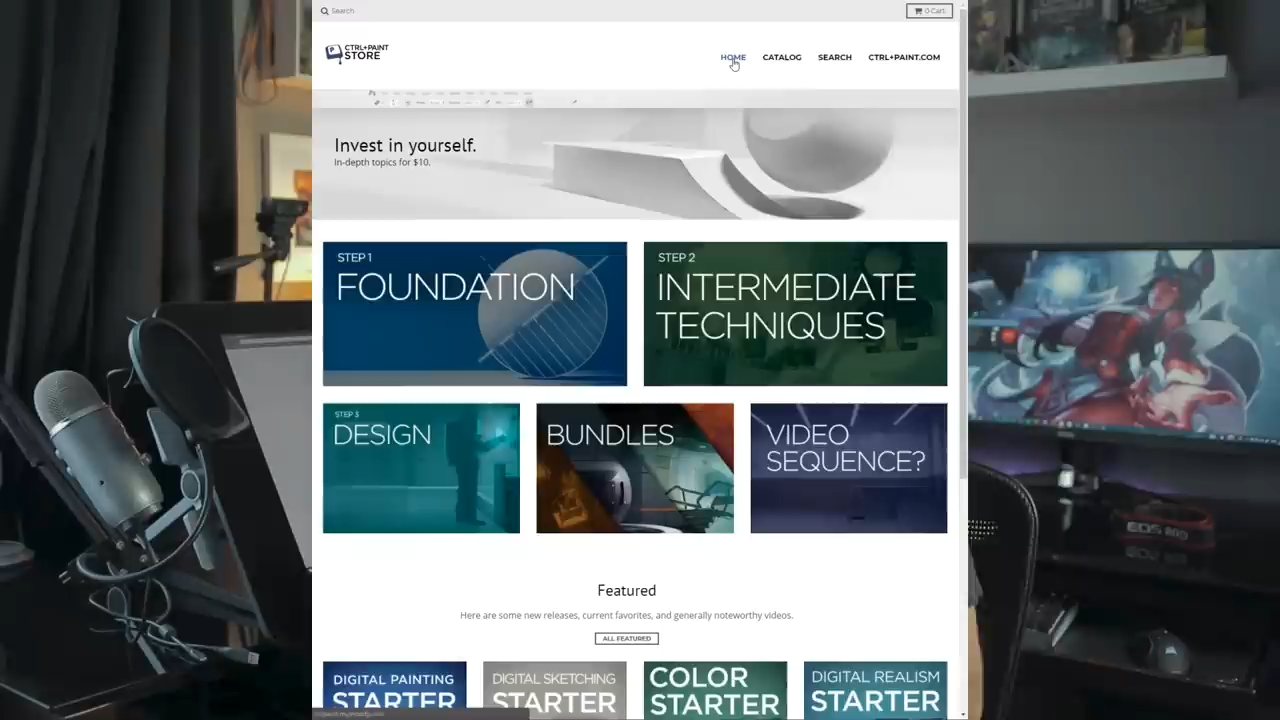 Search
0 Cart
CTRL+PAINT
STORE
HOME
CATALOG
SEARCH
CTRL+PAINT.COM
Invest in yourself.
In-depth topics for $10.
STEP 1
FOUNDATION
STEP 2
INTERMEDIATE
TECHNIQUES
STEP 3
DESIGN
BUNDLES
VIDEO
SEQUENCE?
Featured
Here are some new releases, current favorites, and generally noteworthy videos.
ALL FEATURED
DIGITAL PAINTING
STARTER
DIGITAL SKETCHING
STARTER
COLOR
STARTER
DIGITAL REALISM
STARTER